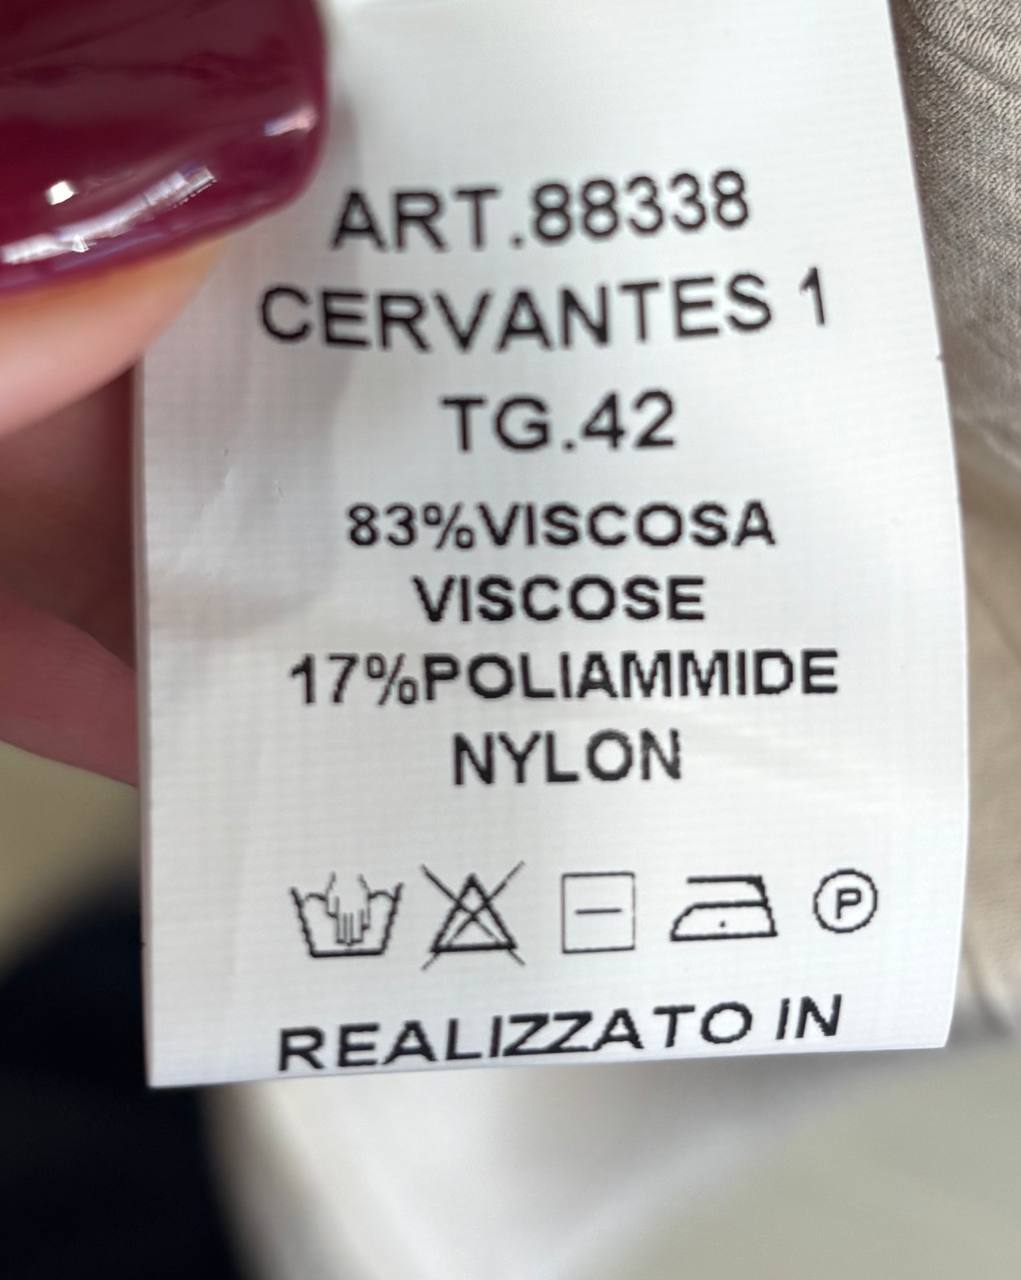 ART.88338
CERVANTES 1
TG.42
83%VISCOSA
VISCOSE
17%POLIAMMIDE
NYLON
P
REALIZZATO IN